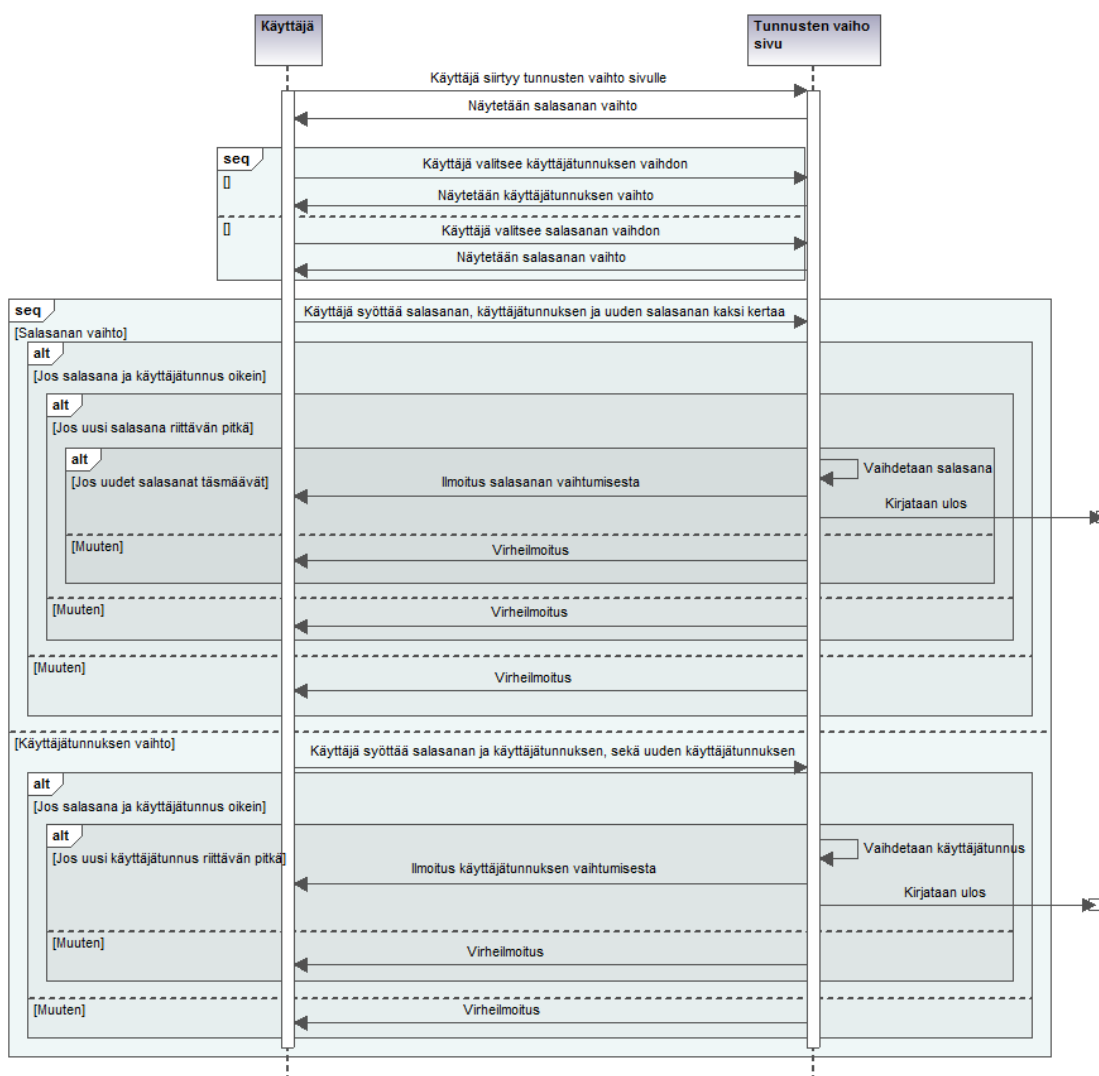 Käyttäjä
Tunnusten vaiho
sivu
Käyttäjä siirtyy tunnusten vaihto sivulle
Näytetään salasanan vaihto
seq
Käyttäjä valitsee käyttäjätunnuksen vaihdon
[]
Näytetään käyttäjätunnuksen vaihto
[]
Käyttäjä valitsee salasanan vaihdon
Näytetään salasanan vaihto
seq
Käyttäjä syöttää salasanan, käyttäjätunnuksen ja uuden salasanan kaksi kertaa
[Salasanan vaihto]
alt
[Jos salasana ja käyttäjätunnus oikein]
alt
[Jos uusi salasana riittävän pitkä]
alt
Vaihdetaan salasana
[Jos uudet salasanat täsmäävät]
Ilmoitus salasanan vaihtumisesta
Kirjataan ulos
[Muuten]
Virheilmoitus
[Muuten]
Virheilmoitus
[Muuten]
Virheilmoitus
[Käyttäjätunnuksen vaihto]
Käyttäjä syöttää salasanan ja käyttäjätunnuksen, sekä uuden käyttäjätunnuksen
alt
[Jos salasana ja käyttäjätunnus oikein]
alt
Vaihdetaan käyttäjätunnus
[Jos uusi käyttäjätunnus riittävän pitkä]
Ilmoitus käyttäjätunnuksen vaihtumisesta
Kirjataan ulos
[Muuten]
Virheilmoitus
[Muuten]
Virheilmoitus